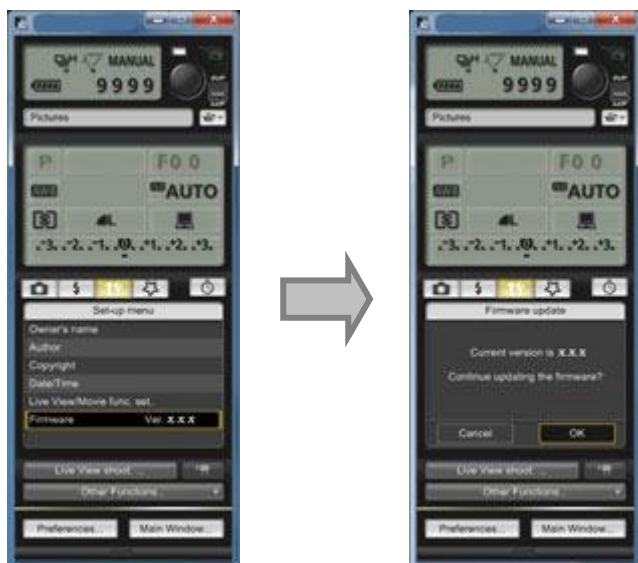 MANUAL
9999
Pictures
P F0 0
AWB AUTO
L
-3..-2..-1..0..+1..+2..+3.
Set-up menu
Owner's name
Author
Copyright
Date/Time
Live View/Movie func. set.
Firmware Ver. X.X.X
Live View shoot. ...
Other Functions...
Preferences... Main Window...
MANUAL
9999
Pictures
P F0 0
AWB AUTO
L
-3..-2..-1..0..+1..+2..+3.
Firmware update
Current version is X.X.X
Continue updating the firmware?
Cancel OK
Live View shoot. ...
Other Functions...
Preferences... Main Window...